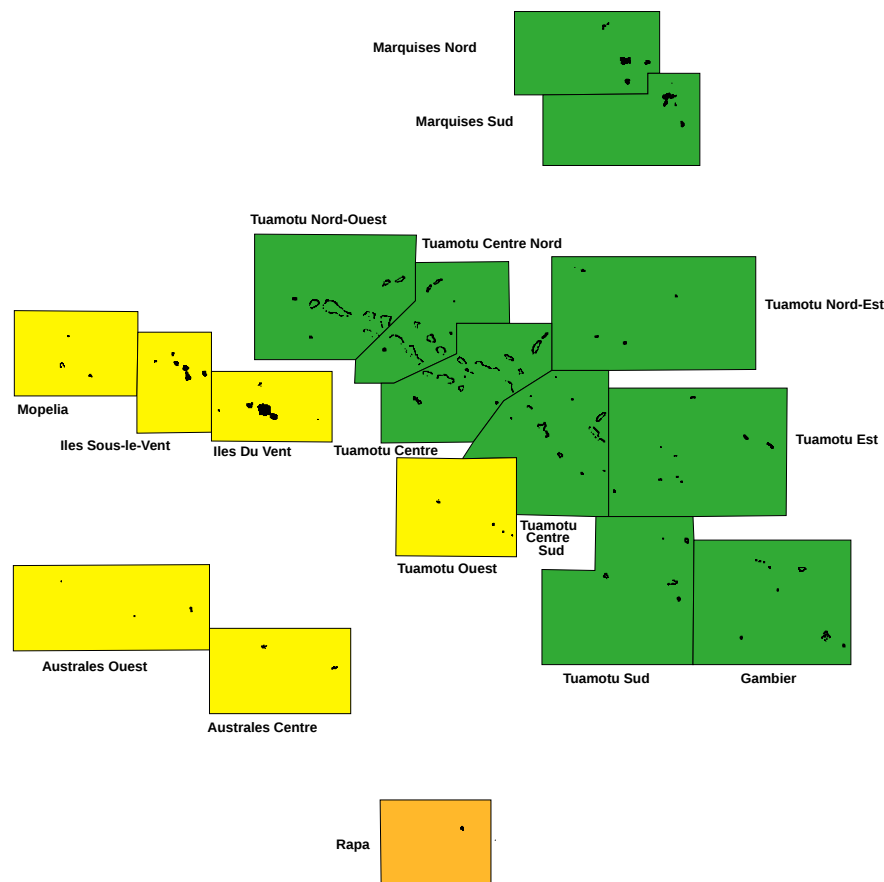 Marquises Nord
Marquises Sud
Tuamotu Nord-Ouest
Tuamotu Centre Nord
Tuamotu Nord-Est
Mopelia
Iles Sous-le-Vent
Iles Du Vent
Tuamotu Centre
Tuamotu Est
Tuamotu
Centre
Sud
Tuamotu Ouest
Australes Ouest
Tuamotu Sud
Gambier
Australes Centre
Rapa